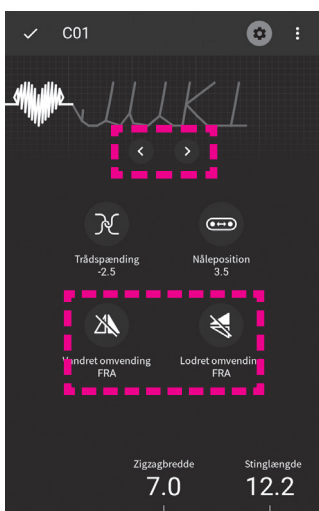 C01
JUKI
Trådspænding
-2.5
Nåleposition
3.5
Vandret omvending
FRA
Lodret omvending
FRA
Zigzagbredde
7.0
Stinglængde
12.2